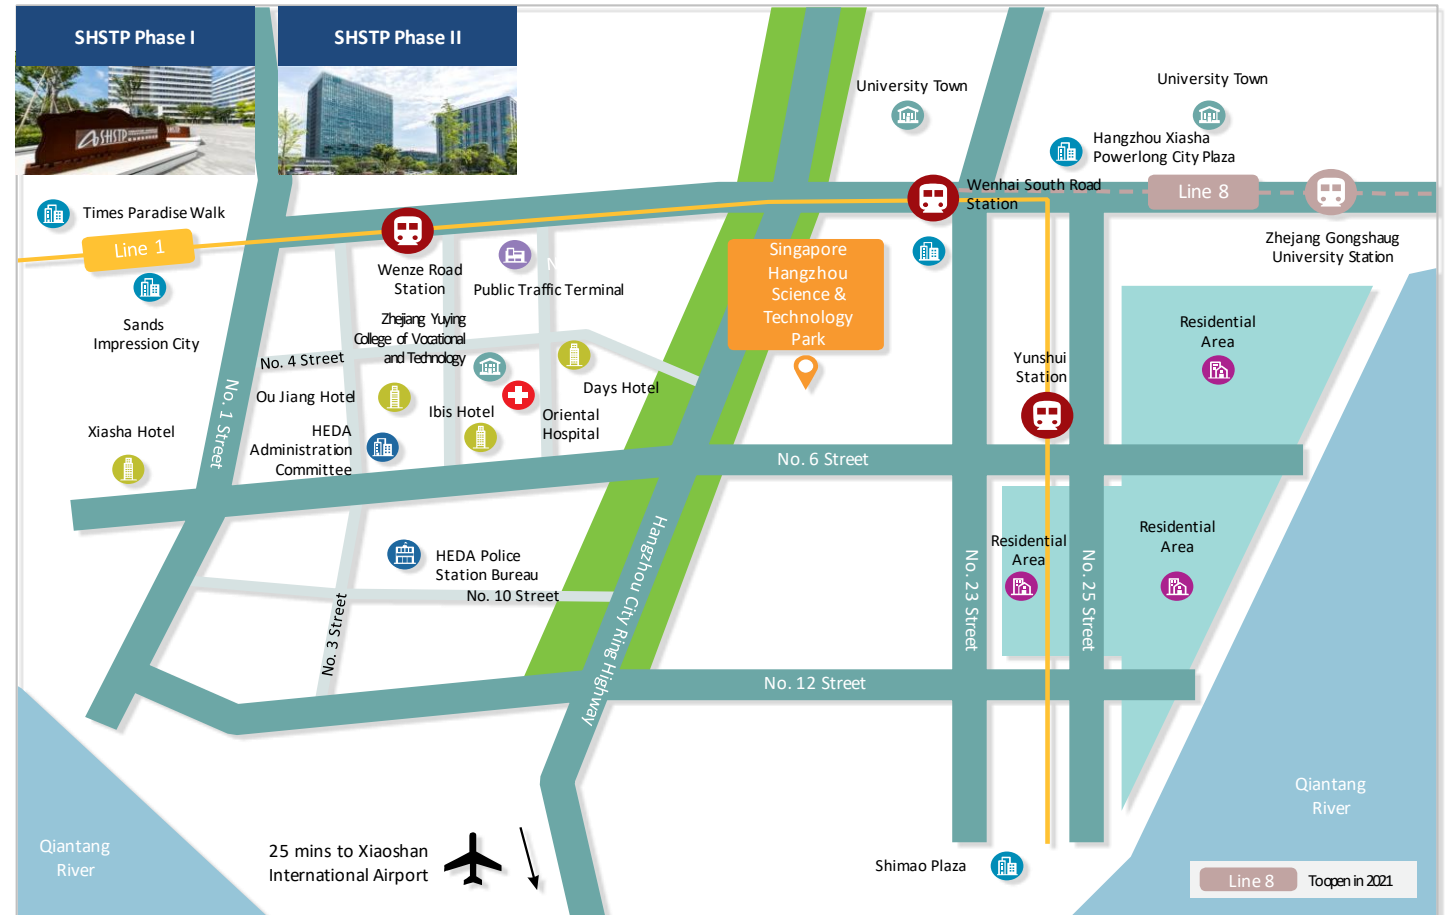 SHSTP Phase I
SHSTP Phase II
SHSTP
University Town
University Town
Hangzhou Xiasha
Powerlong City Plaza
Times Paradise Walk
Line 1
Wenhai South Road
Station
Line 8
Zhejang Gongshaug
University Station
Wenze Road
Station
N
Public Traffic Terminal
Singapore
Hangzhou
Science &
Technology
Park
Sands
Impression City
Zhejiang Yuying
College of Vocational
and Technology
No. 4 Street
Days Hotel
Yunshui
Station
Residential
Area
No. 1 Street
Ou Jiang Hotel
Ibis Hotel
Oriental
Hospital
Xiasha Hotel
HEDA
Administration
Committee
No. 6 Street
Residential
Area
Residential
Area
HEDA Police
Station Bureau
No. 10 Street
No. 3 Street
Hangzhou City Ring Highway
No. 23 Street
No. 25 Street
No. 12 Street
Qiantang
River
Qiantang
River
25 mins to Xiaoshan
International Airport
Shimao Plaza
Line 8
To open in 2021